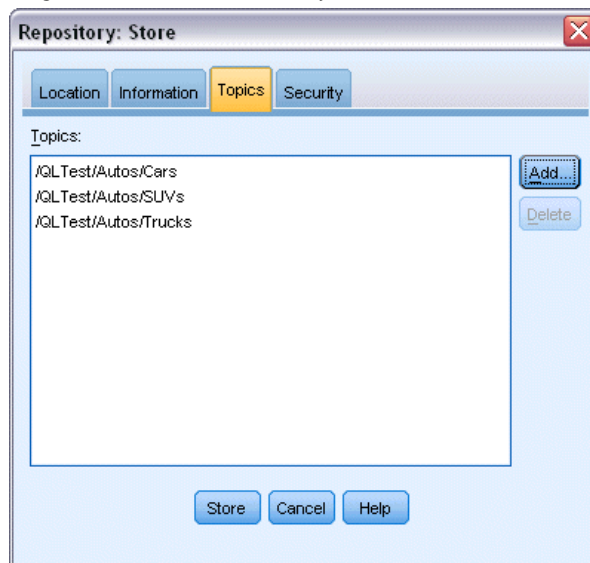 Repository: Store
Location Information Topics Security
Topics:
/QLTest/Autos/Cars
/QLTest/Autos/SUVs
/QLTest/Autos/Trucks
Add...
Delete
Store Cancel Help